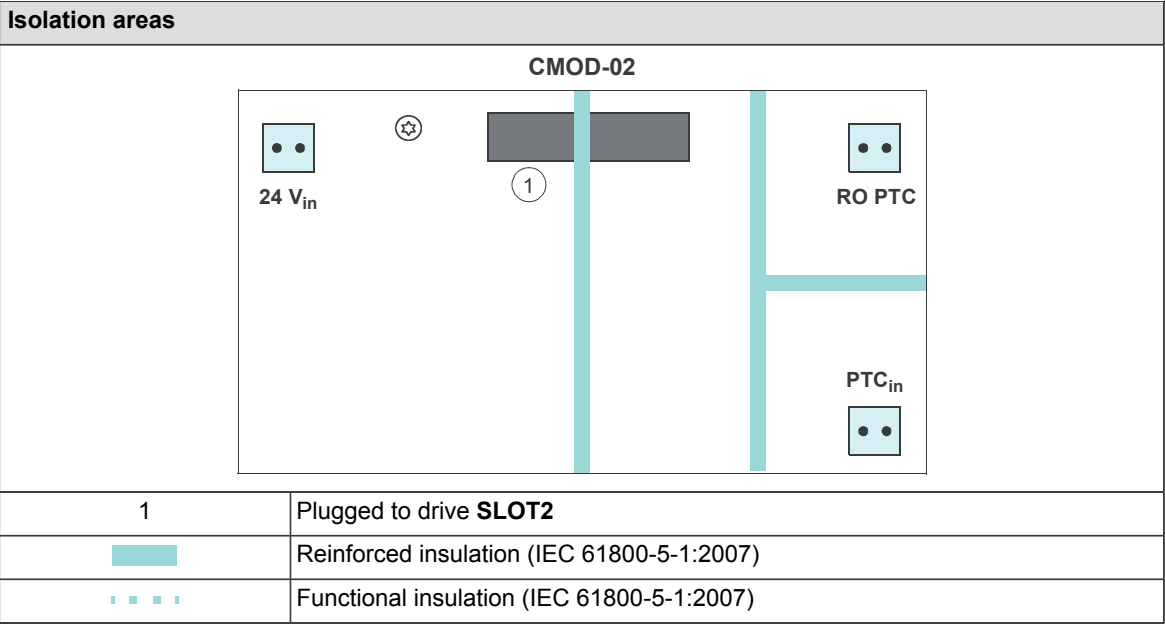 Isolation areas
CMOD-02
24 Vin
1
RO PTC
PTCin
1 Plugged to drive SLOT2
Reinforced insulation (IEC 61800-5-1:2007)
Functional insulation (IEC 61800-5-1:2007)